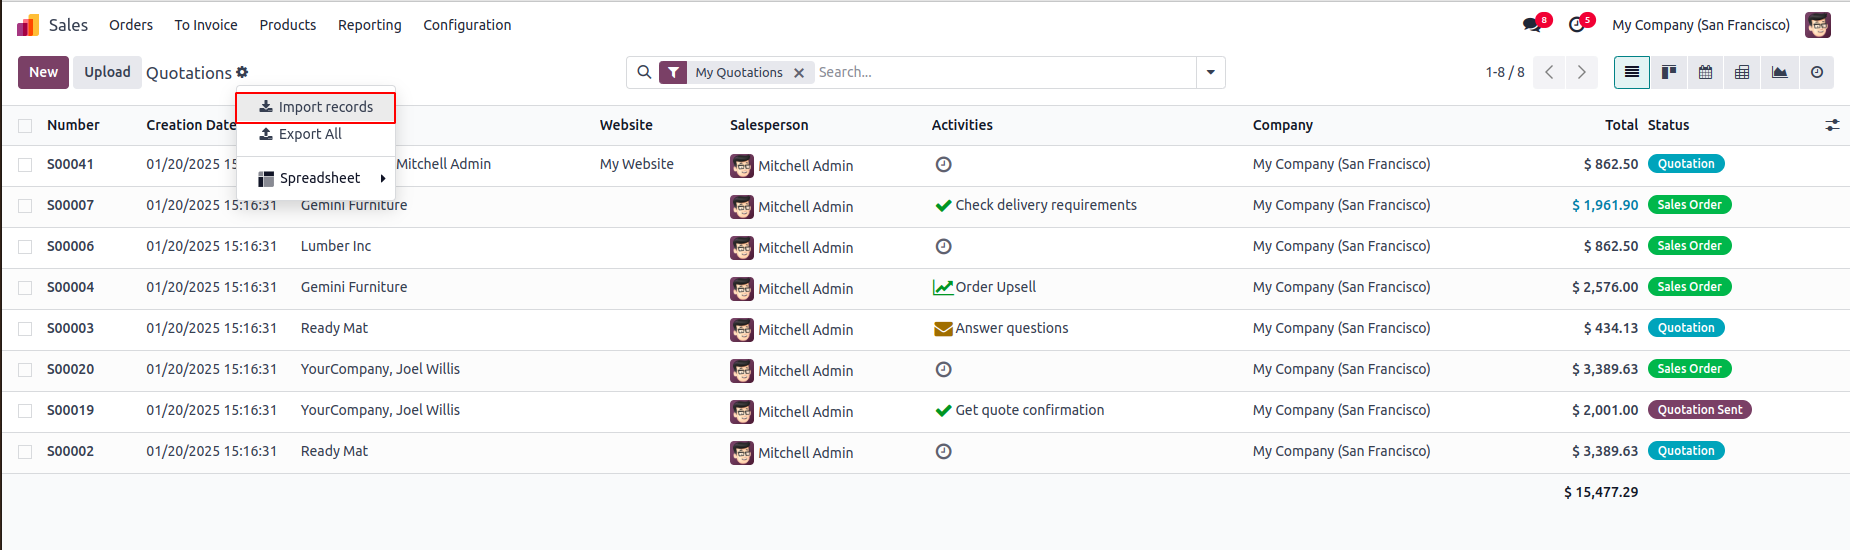 Sales Orders To Invoice Products Reporting Configuration 8 5 My Company (San Francisco)
New Upload Quotations My Quotations Search... 1-8 / 8
Import records
Export All
Spreadsheet
Number Creation Date Website Salesperson Activities Company Total Status
S00041 01/20/2025 15 Mitchell Admin My Website Mitchell Admin My Company (San Francisco) $ 862.50 Quotation
S00007 01/20/2025 15:16:31 Gemini Furniture Mitchell Admin Check delivery requirements My Company (San Francisco) $ 1,961.90 Sales Order
S00006 01/20/2025 15:16:31 Lumber Inc Mitchell Admin My Company (San Francisco) $ 862.50 Sales Order
S00004 01/20/2025 15:16:31 Gemini Furniture Mitchell Admin Order Upsell My Company (San Francisco) $ 2,576.00 Sales Order
S00003 01/20/2025 15:16:31 Ready Mat Mitchell Admin Answer questions My Company (San Francisco) $ 434.13 Quotation
S00020 01/20/2025 15:16:31 YourCompany, Joel Willis Mitchell Admin My Company (San Francisco) $ 3,389.63 Sales Order
S00019 01/20/2025 15:16:31 YourCompany, Joel Willis Mitchell Admin Get quote confirmation My Company (San Francisco) $ 2,001.00 Quotation Sent
S00002 01/20/2025 15:16:31 Ready Mat Mitchell Admin My Company (San Francisco) $ 3,389.63 Quotation
$ 15,477.29